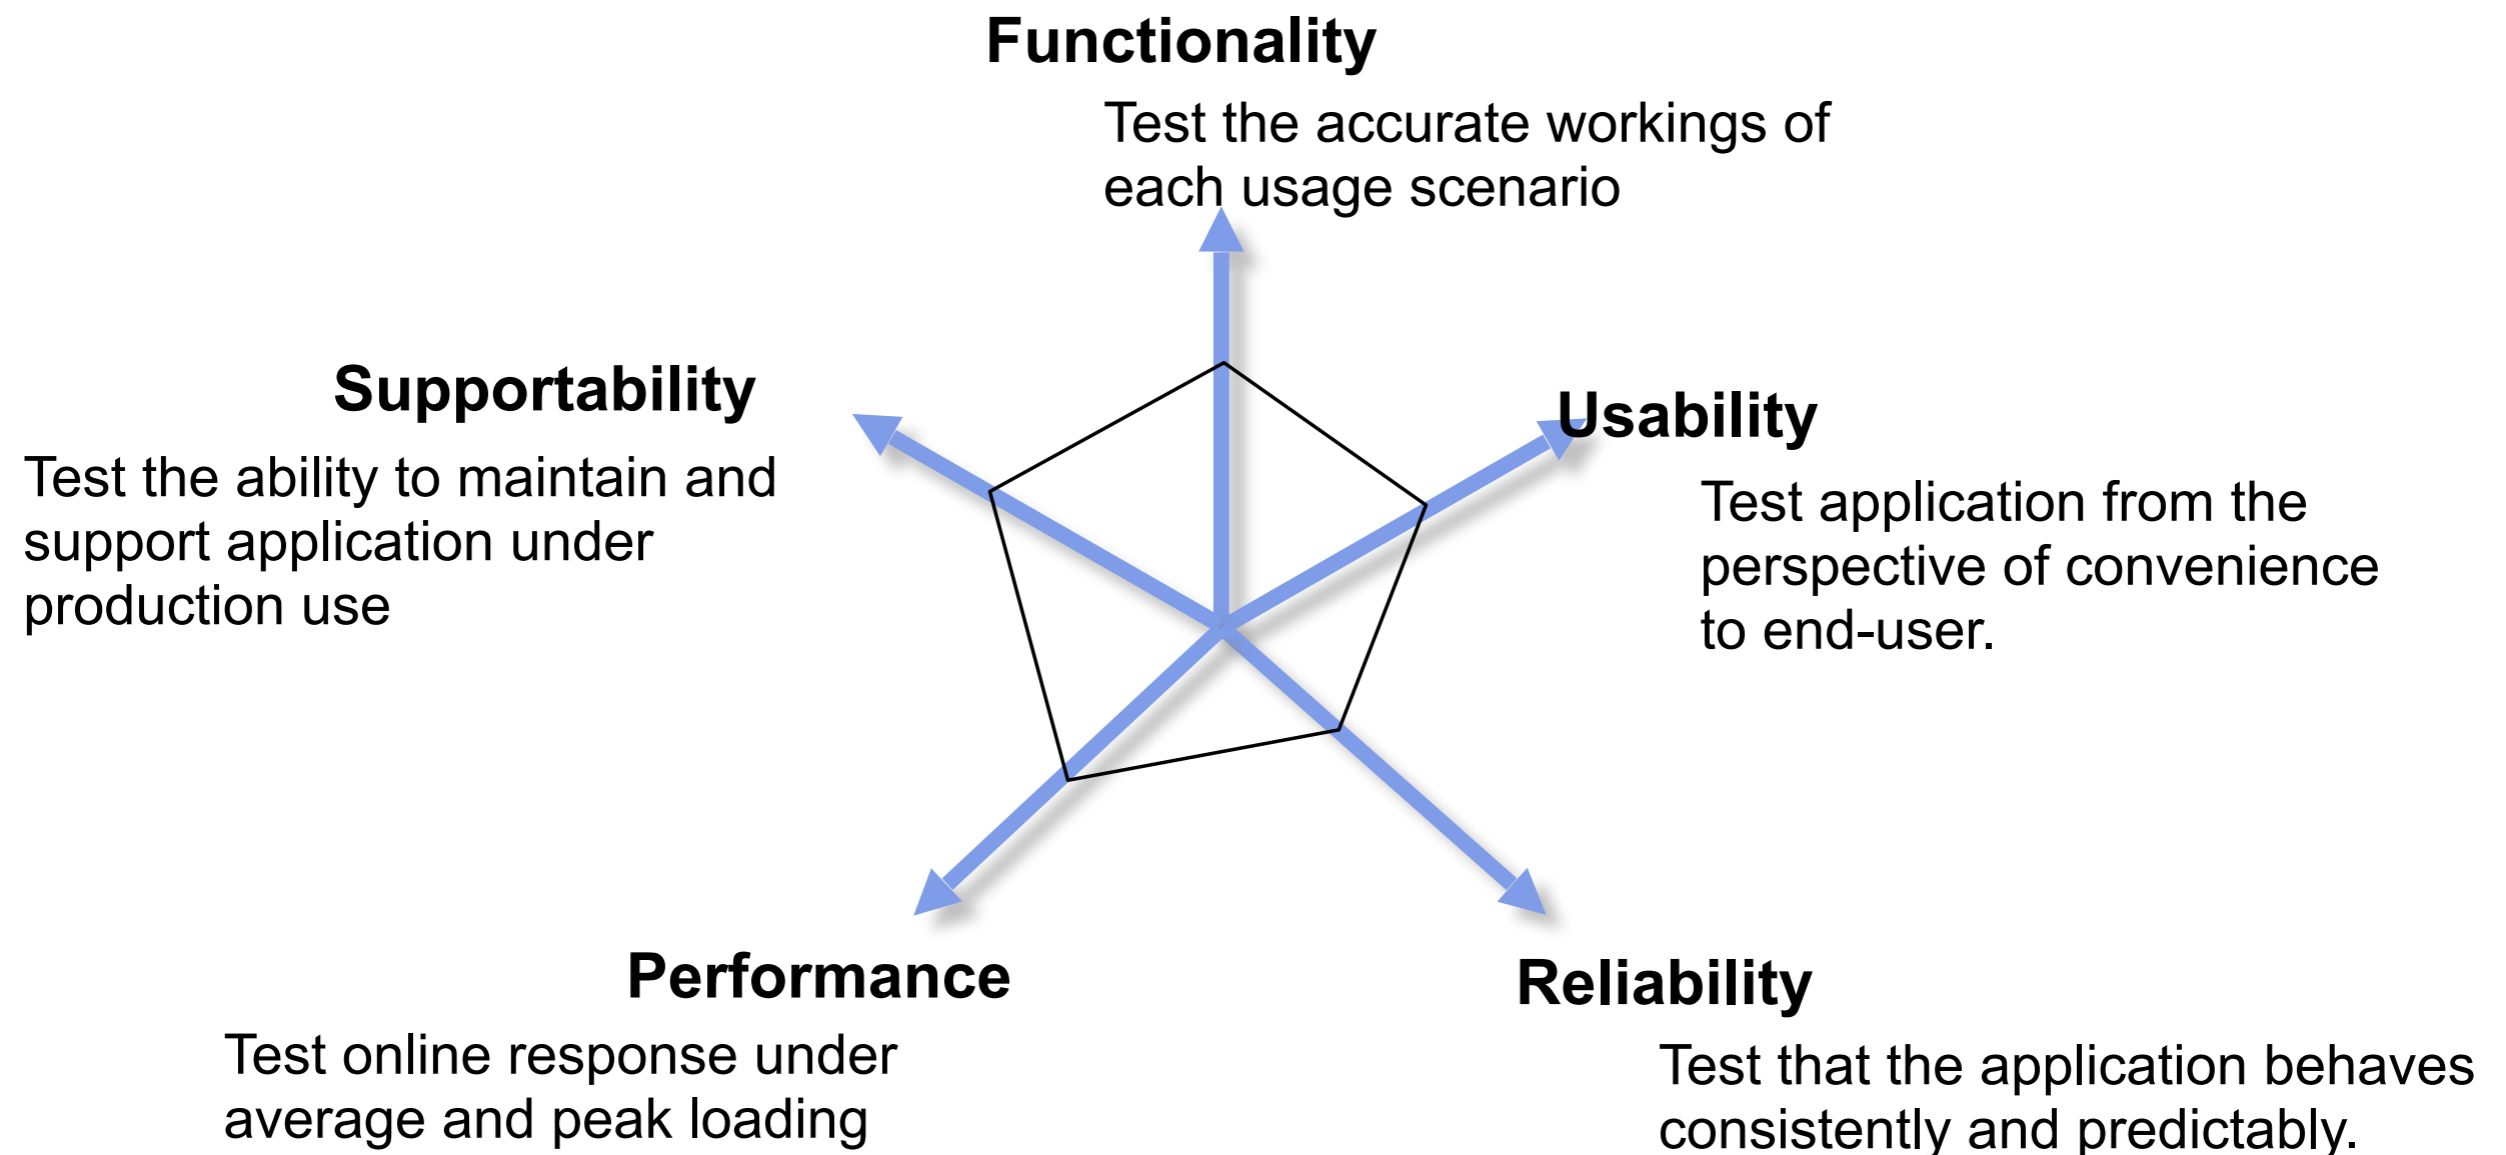 Functionality
Test the accurate workings of
each usage scenario
Supportability
Test the ability to maintain and
support application under
production use
Usability
Test application from the
perspective of convenience
to end-user.
Performance
Test online response under
average and peak loading
Reliability
Test that the application behaves
consistently and predictably.